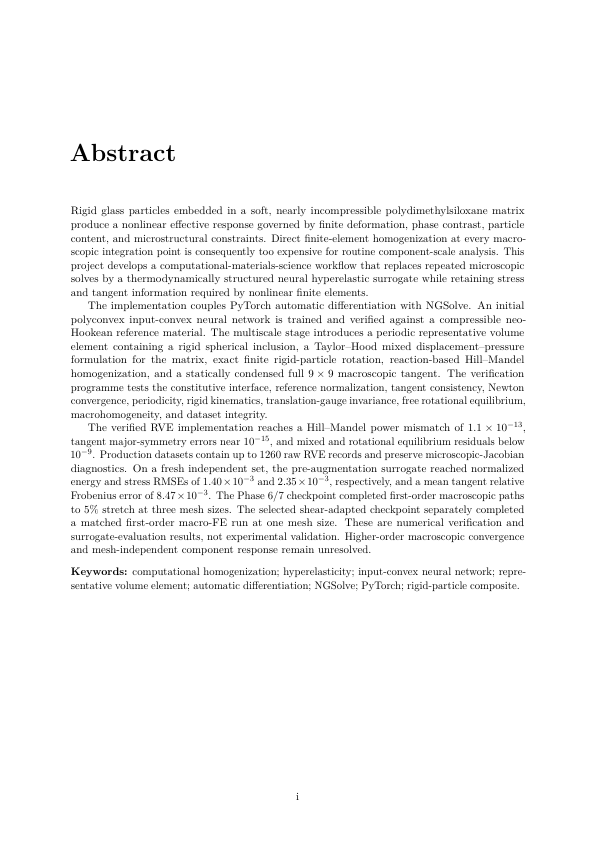 Abstract
Rigid glass particles embedded in a soft, nearly incompressible polydimethylsiloxane matrix
produce a nonlinear effective response governed by finite deformation, phase contrast, particle
content, and microstructural constraints. Direct finite-element homogenization at every macro-
scopic integration point is consequently too expensive for routine component-scale analysis. This
project develops a computational-materials-science workflow that replaces repeated microscopic
solves by a thermodynamically structured neural hyperelastic surrogate while retaining stress
and tangent information required by nonlinear finite elements.
The implementation couples PyTorch automatic differentiation with NGSolve. An initial
polyconvex input-convex neural network is trained and verified against a compressible neo-
Hookean reference material. The multiscale stage introduces a periodic representative volume
element containing a rigid spherical inclusion, a Taylor–Hood mixed displacement–pressure
formulation for the matrix, exact finite rigid-particle rotation, reaction-based Hill–Mandel
homogenization, and a statically condensed full 9 × 9 macroscopic tangent. The verification
programme tests the constitutive interface, reference normalization, tangent consistency, Newton
convergence, periodicity, rigid kinematics, translation-gauge invariance, free rotational equilibrium,
macrohomogeneity, and dataset integrity.
The verified RVE implementation reaches a Hill–Mandel power mismatch of 1.1 × 10⁻¹³,
tangent major-symmetry errors near 10⁻¹⁵, and mixed and rotational equilibrium residuals below
10⁻⁹. Production datasets contain up to 1260 raw RVE records and preserve microscopic-Jacobian
diagnostics. On a fresh independent set, the pre-augmentation surrogate reached normalized
energy and stress RMSEs of 1.40×10⁻³ and 2.35×10⁻³, respectively, and a mean tangent relative
Frobenius error of 8.47×10⁻³. The Phase 6/7 checkpoint completed first-order macroscopic paths
to 5% stretch at three mesh sizes. The selected shear-adapted checkpoint separately completed
a matched first-order macro-FE run at one mesh size. These are numerical verification and
surrogate-evaluation results, not experimental validation. Higher-order macroscopic convergence
and mesh-independent component response remain unresolved.
Keywords: computational homogenization; hyperelasticity; input-convex neural network; repre-
sentative volume element; automatic differentiation; NGSolve; PyTorch; rigid-particle composite.
i